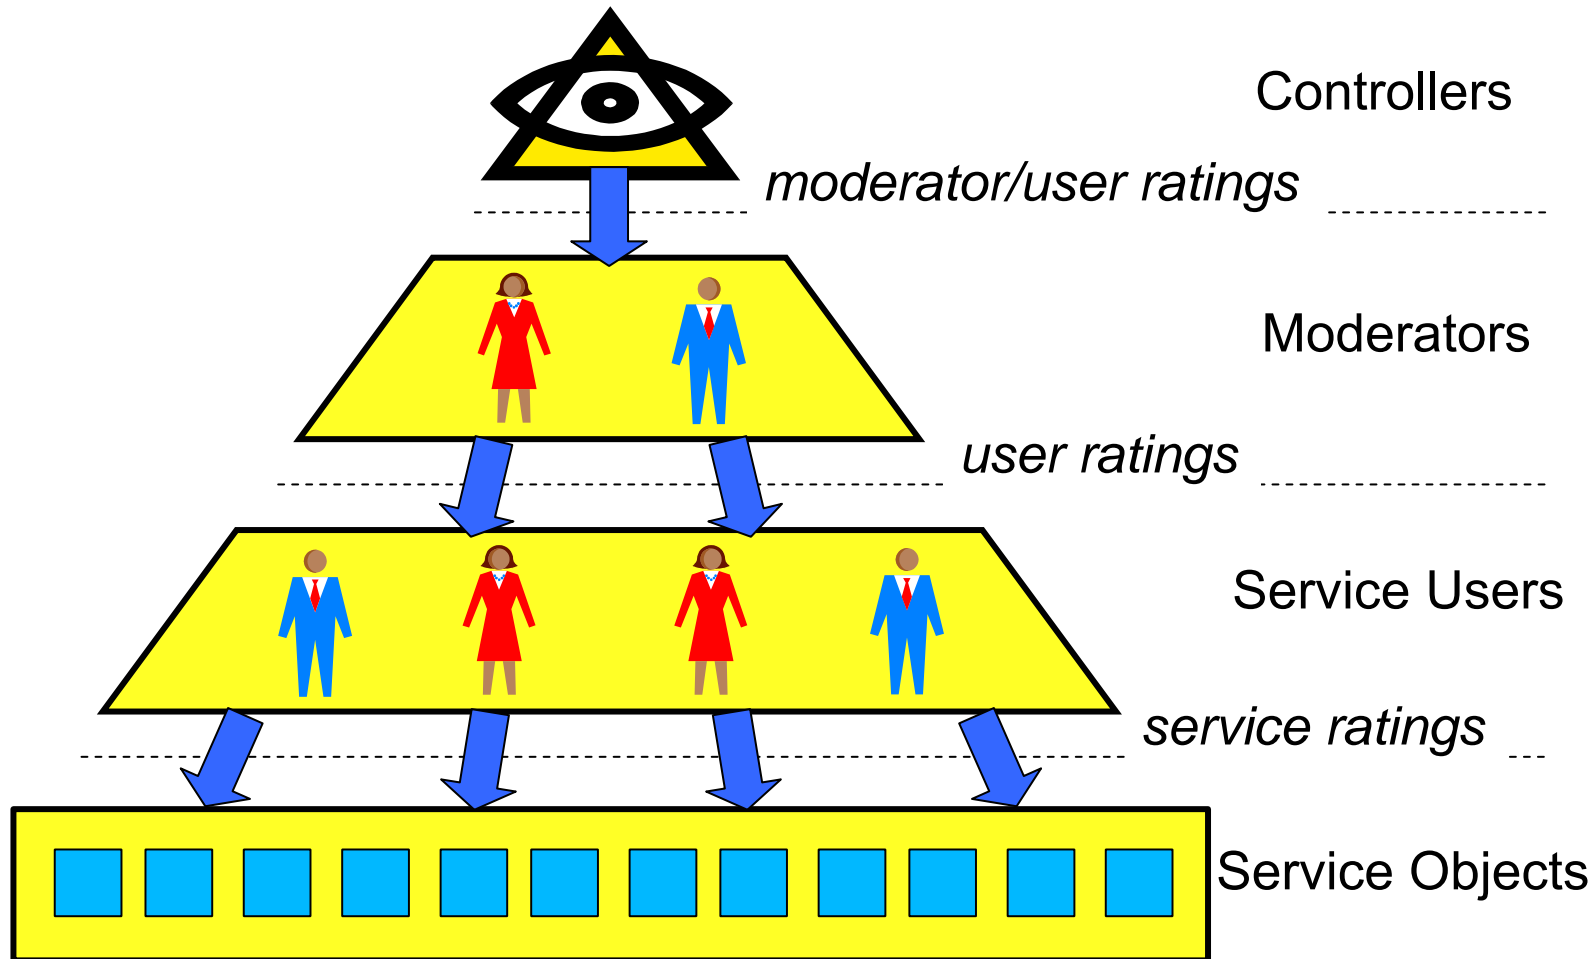 Controllers
moderator/user ratings
Moderators
user ratings
Service Users
service ratings
Service Objects